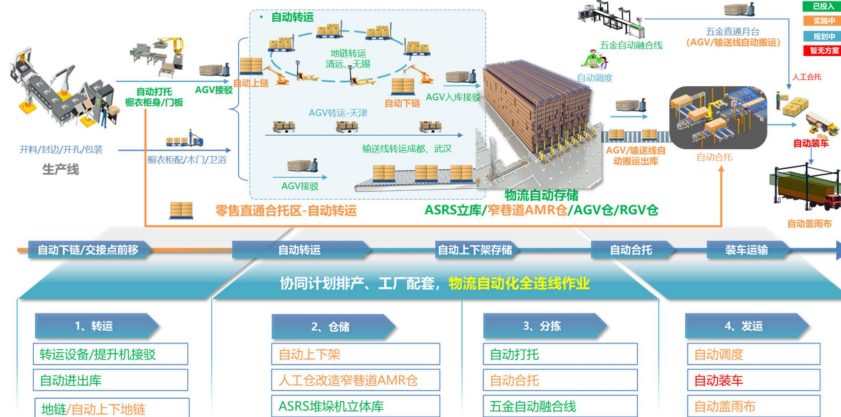 已投入
实施中
规划中
暂无方案
• 自动转运
地链转运
清远、无锡
五金自动融合线
五金直通月台
(AGV/输送线自动搬运)
自动打托
橱衣柜身/门板
AGV接驳
自动上链
自动下链
AGV入库接驳
自动调度
人工合托
AGV转运-天津
开料/封边/开孔/包装
生产线
橱衣柜配/木门/卫浴
输送线转运成都、武汉
AGV接驳
AGV/输送线自
动搬运出库
自动合托
自动装车
零售直通合托区-自动转运
物流自动存储
ASRS立库/窄巷道AMR仓/AGV仓/RGV仓
自动盖雨布
自动下链/交接点前移
自动转运
自动上下架存储
自动合托
装车运输
协同计划排产、工厂配套，物流自动化全连线作业
1、转运
转运设备/提升机接驳
自动进出库
地链/自动上下地链
2、仓储
自动上下架
人工仓改造窄巷道AMR仓
ASRS堆垛机立体库
3、分拣
自动打托
自动合托
五金自动融合线
4、发运
自动调度
自动装车
自动盖雨布